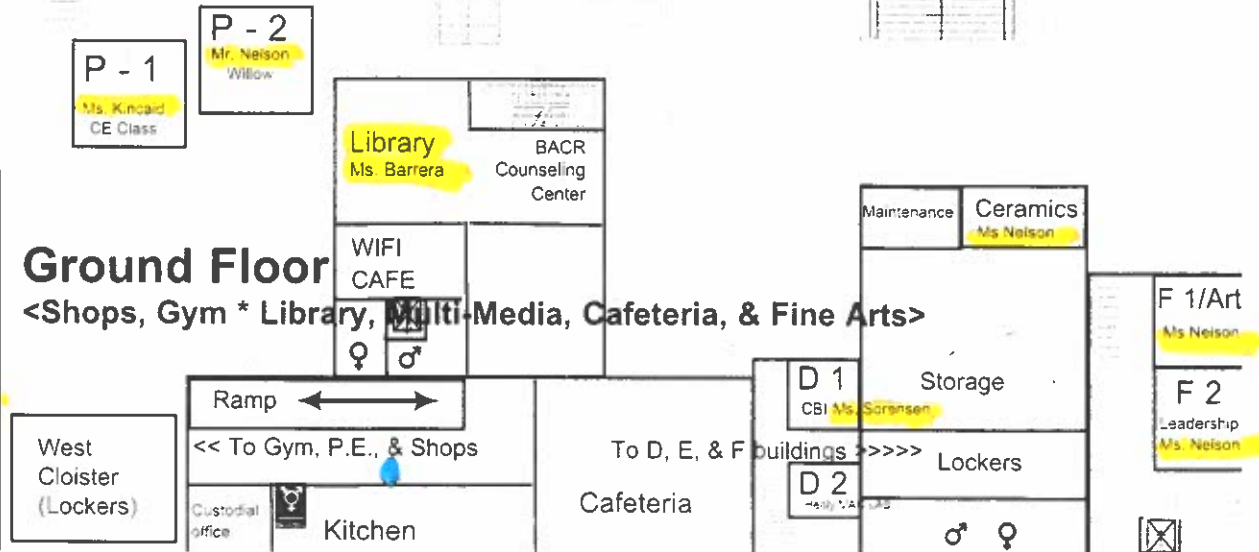 P - 1
Ms. Kincaid
CE Class
P - 2
Mr. Nelson
Willow
Library
Ms. Barrera
BACR
Counseling
Center
WIFI
CAFE
Maintenance
Ceramics
Ms Nelson
Ground Floor
<Shops, Gym * Library, Multi-Media, Cafeteria, & Fine Arts>
♀
♂
F 1/Art
Ms Nelson
F 2
Leadership
Ms. Nelson
D 1
CBI Ms. Sorensen
Storage
Ramp
<< To Gym, P.E., & Shops
To D, E, & F buildings >>>>>
Lockers
West
Cloister
(Lockers)
Custodial
office
Kitchen
Cafeteria
D 2
♂ ♀